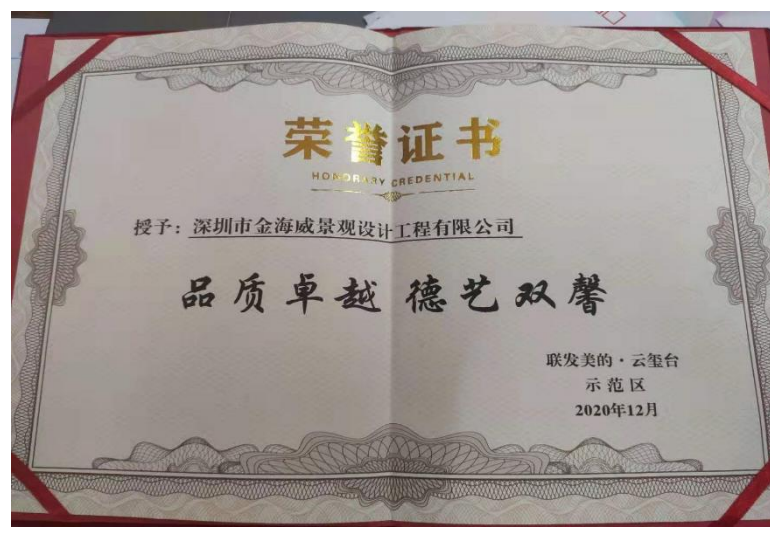 荣誉证书
HONORARY CREDENTIAL
授予：深圳市金海威景观设计工程有限公司
品质卓越 德艺双馨
联发美的·云玺台
示范区
2020年12月